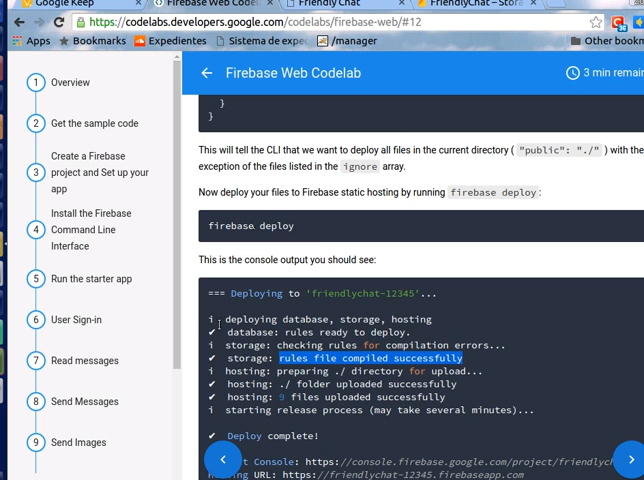 Google Keep
Firebase Web Codel
Friendly Chat
FriendlyChat – Stora
https://codelabs.developers.google.com/codelabs/firebase-web/#12
Apps
Bookmarks
BackUp
Expedientes
Sistema de expe
/manager
Other bookm
Firebase Web Codelab
3 min remai
1 Overview
2 Get the sample code
3 Create a Firebase
project and Set up your
app
4 Install the Firebase
Command Line
Interface
5 Run the starter app
6 User Sign-in
7 Read messages
8 Send Messages
9 Send Images
}
}
This will tell the CLI that we want to deploy all files in the current directory ( "public": "./" ) with the
exception of the files listed in the ignore array.
Now deploy your files to Firebase static hosting by running firebase deploy :
firebase deploy
This is the console output you should see:
=== Deploying to 'friendlychat-12345'...
i deploying database, storage, hosting
✔ database: rules ready to deploy.
i storage: checking rules for compilation errors...
✔ storage: rules file compiled successfully
i hosting: preparing ./ directory for upload...
✔ hosting: ./ folder uploaded successfully
✔ hosting: 9 files uploaded successfully
i starting release process (may take several minutes)...
✔ Deploy complete!
t Console: https://console.firebase.google.com/project/friendlyc
ng URL: https://friendlychat-12345.firebaseapp.com